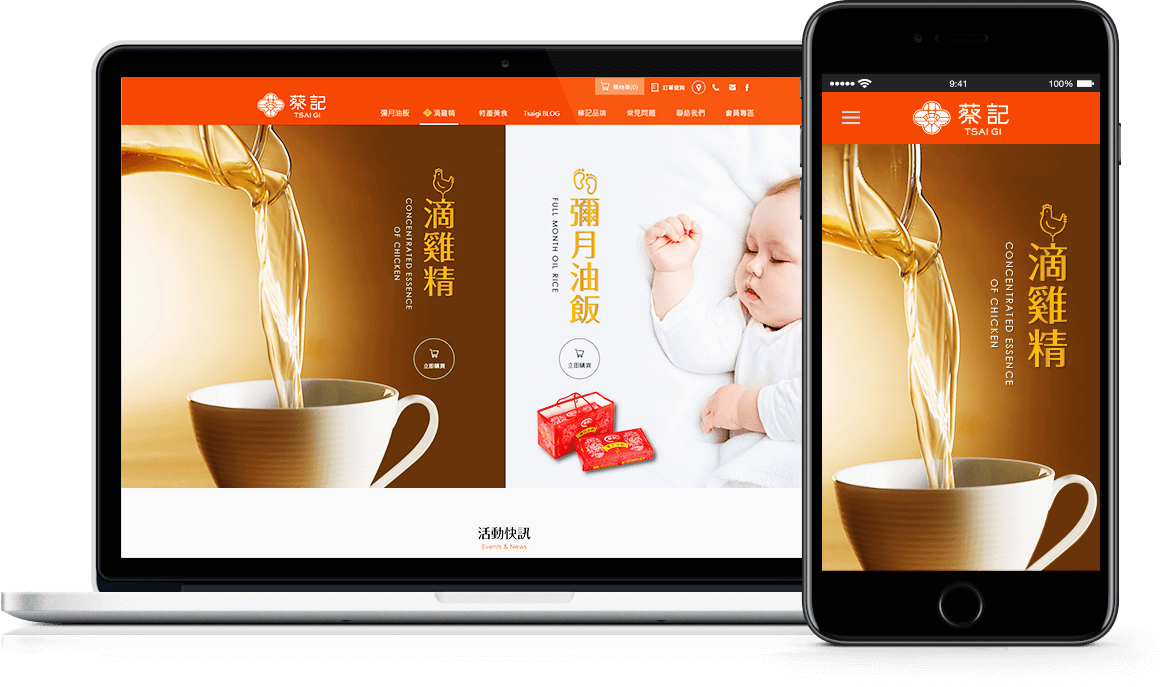 購物車(0)
訂單查詢
蔡記
TSAI GI
彌月油飯
滴雞精
特產美食
Tsaigi BLOG
蔡記品牌
常見問題
聯絡我們
會員專區
滴雞精
CONCENTRATED ESSENCE
OF CHICKEN
立即購買
彌月油飯
FULL MONTH OIL RICE
立即購買
活動快訊
Events & News
9:41
100%
蔡記
TSAI GI
滴雞精
CONCENTRATED ESSENCE
OF CHICKEN